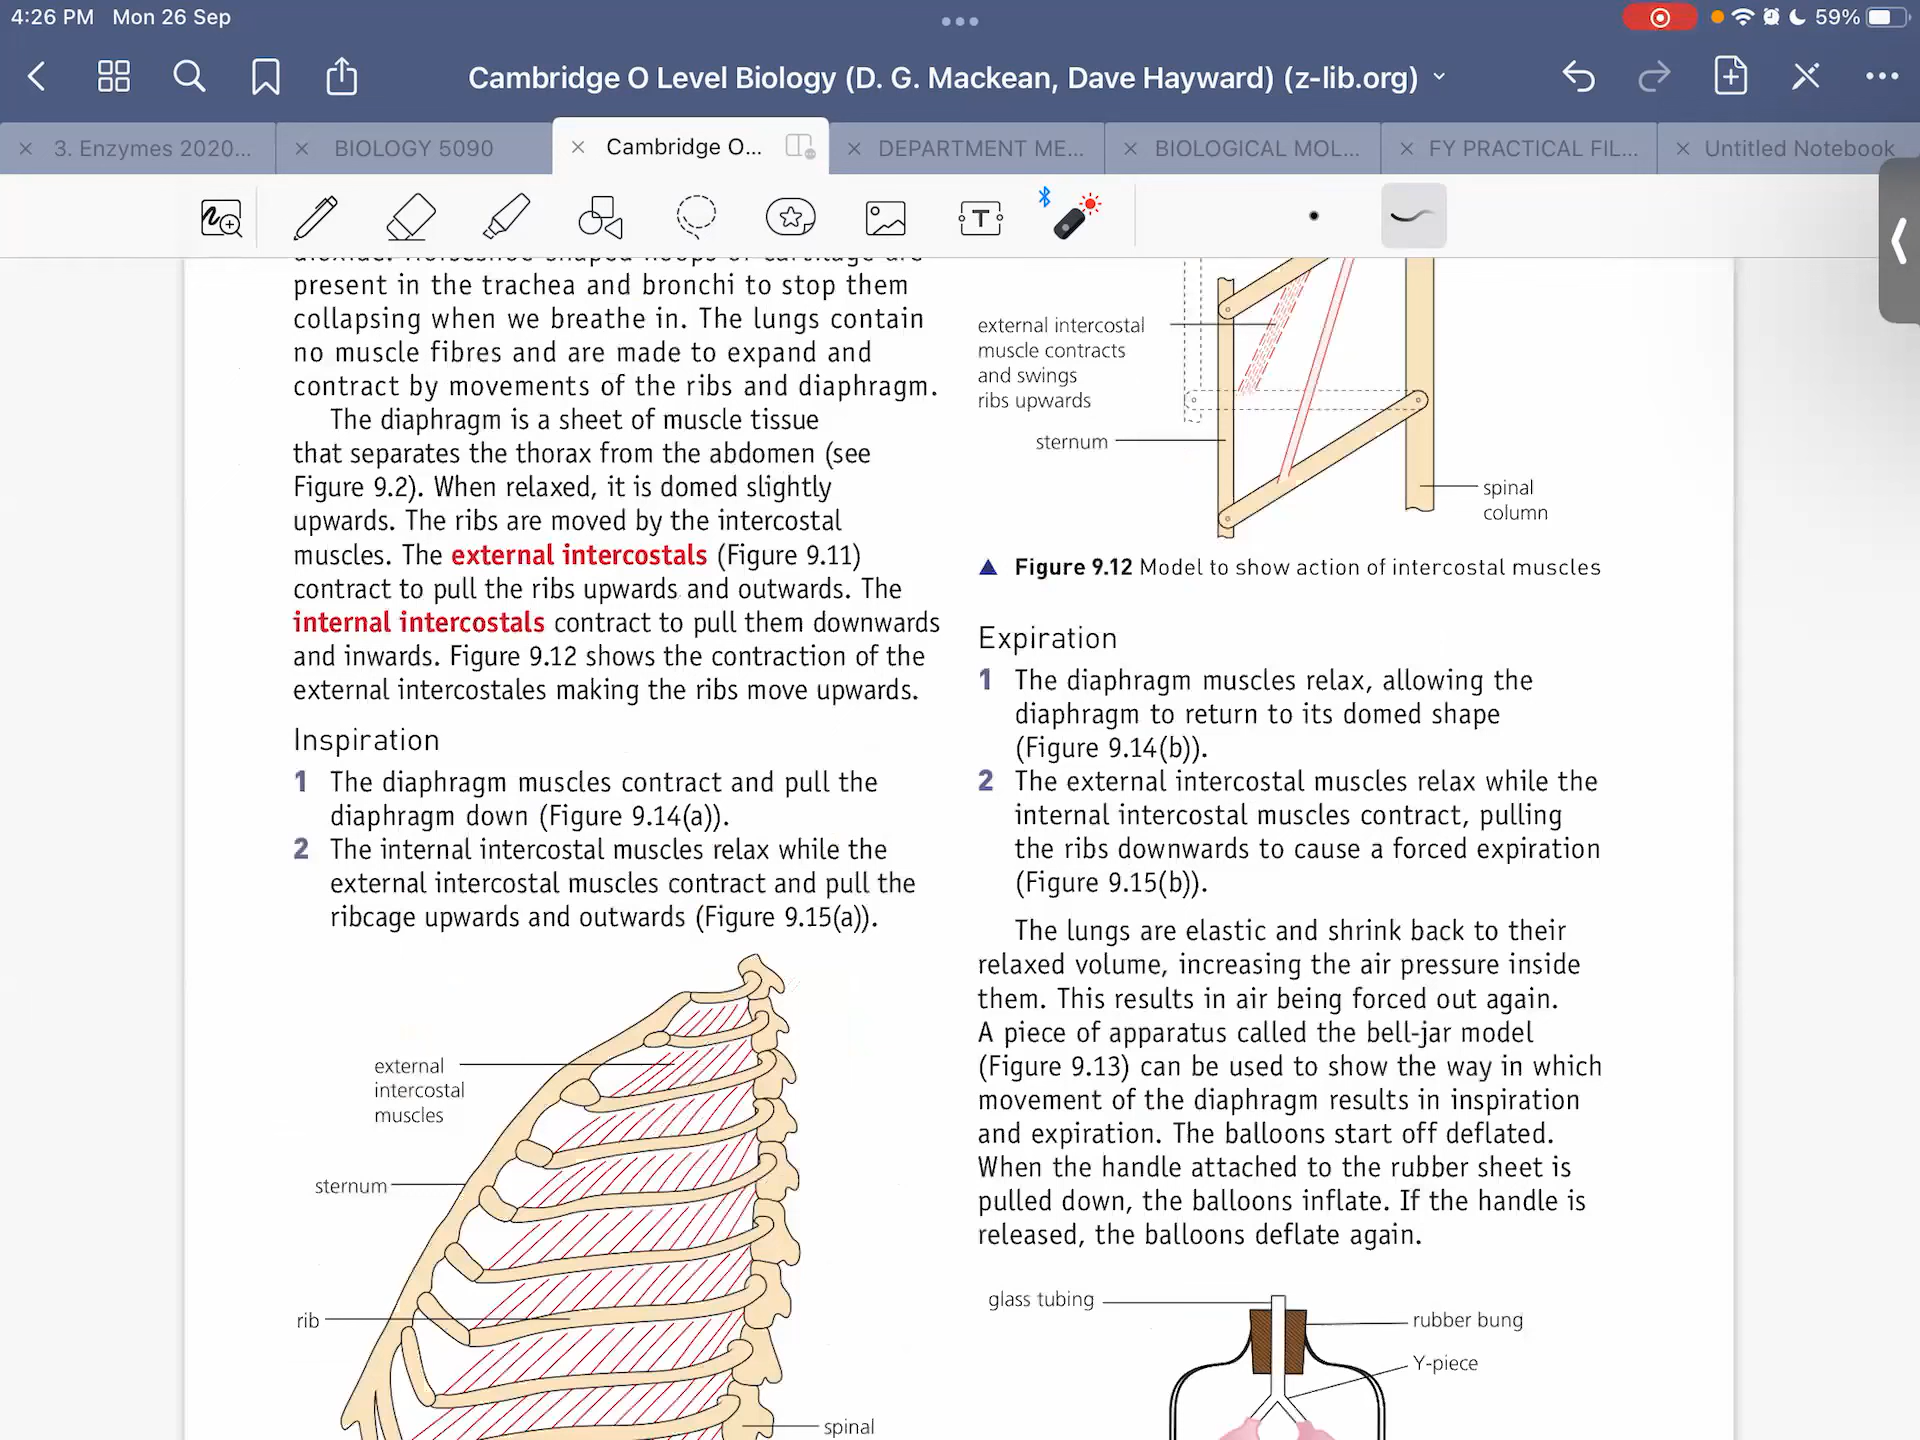 4:26 PM Mon 26 Sep
59%
Cambridge O Level Biology (D. G. Mackean, Dave Hayward) (z-lib.org)
3. Enzymes 2020...
BIOLOGY 5090
Cambridge O...
DEPARTMENT ME...
BIOLOGICAL MOL...
FY PRACTICAL FIL...
Untitled Notebook
present in the trachea and bronchi to stop them
collapsing when we breathe in. The lungs contain
no muscle fibres and are made to expand and
contract by movements of the ribs and diaphragm.
The diaphragm is a sheet of muscle tissue
that separates the thorax from the abdomen (see
Figure 9.2). When relaxed, it is domed slightly
upwards. The ribs are moved by the intercostal
muscles. The external intercostals (Figure 9.11)
contract to pull the ribs upwards and outwards. The
internal intercostals contract to pull them downwards
and inwards. Figure 9.12 shows the contraction of the
external intercostales making the ribs move upwards.
Inspiration
1 The diaphragm muscles contract and pull the
diaphragm down (Figure 9.14(a)).
2 The internal intercostal muscles relax while the
external intercostal muscles contract and pull the
ribcage upwards and outwards (Figure 9.15(a)).
external
intercostal
muscles
sternum
rib
spinal
external intercostal
muscle contracts
and swings
ribs upwards
sternum
spinal
column
▲ Figure 9.12 Model to show action of intercostal muscles
Expiration
1 The diaphragm muscles relax, allowing the
diaphragm to return to its domed shape
(Figure 9.14(b)).
2 The external intercostal muscles relax while the
internal intercostal muscles contract, pulling
the ribs downwards to cause a forced expiration
(Figure 9.15(b)).
The lungs are elastic and shrink back to their
relaxed volume, increasing the air pressure inside
them. This results in air being forced out again.
A piece of apparatus called the bell-jar model
(Figure 9.13) can be used to show the way in which
movement of the diaphragm results in inspiration
and expiration. The balloons start off deflated.
When the handle attached to the rubber sheet is
pulled down, the balloons inflate. If the handle is
released, the balloons deflate again.
glass tubing
rubber bung
Y-piece